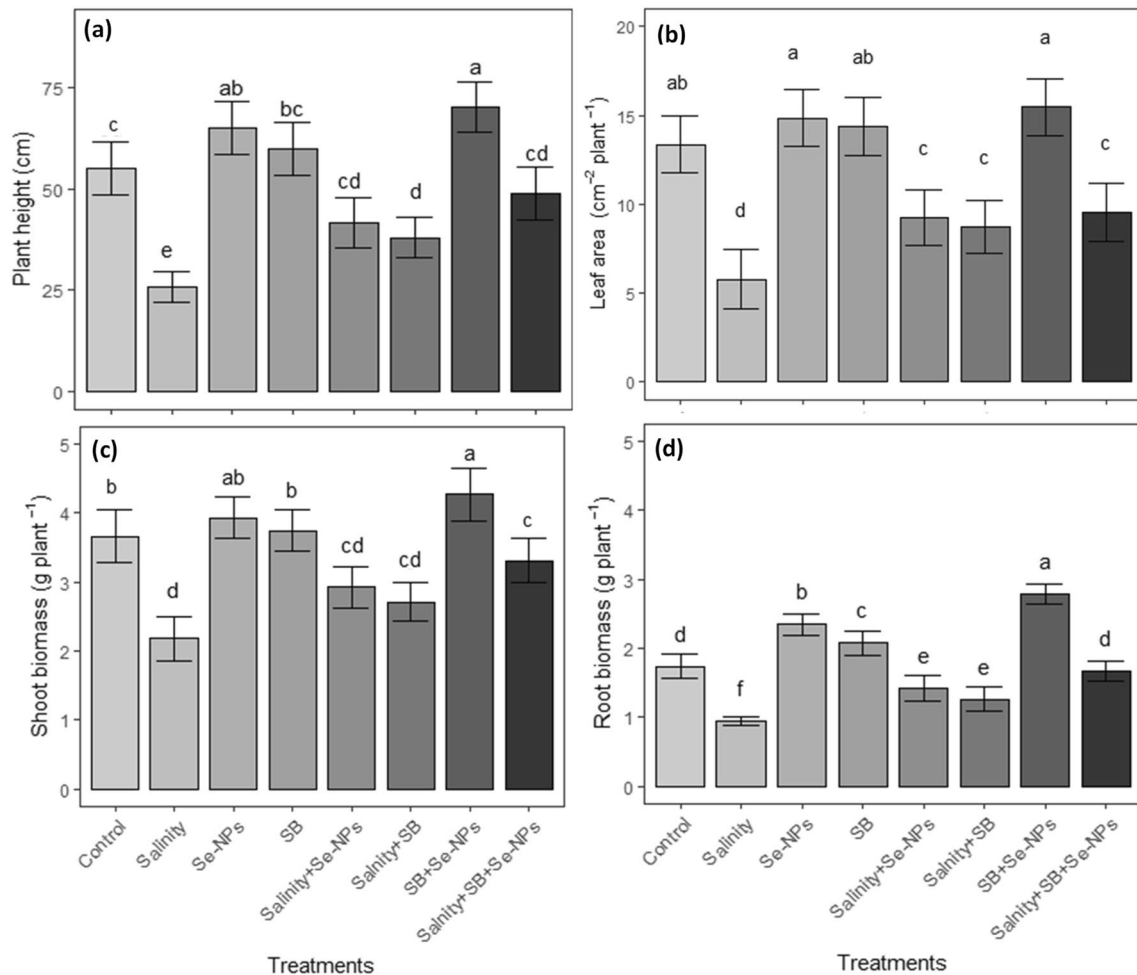 (a)
Plant height (cm)
75
50
25
0
c
e
ab
bc
cd
d
a
cd
(b)
Leaf area (cm⁻² plant⁻¹)
20
15
10
5
0
ab
d
a
ab
c
c
a
c
(c)
Shoot biomass (g plant⁻¹)
5
4
3
2
1
0
b
d
ab
b
cd
cd
a
c
Control
Salinity
Se-NPs
SB
Salinity+Se-NPs
Salnity+SB
SB+Se-NPs
Salnity+SB+Se-NPs
Treatments
(d)
Root biomass (g plant⁻¹)
5
4
3
2
1
0
d
f
b
c
e
e
a
d
Control
Salinity
Se-NPs
SB
Salinity+Se-NPs
Salnity+SB
SB+Se-NPs
Salnity+SB+Se-NPs
Treatments